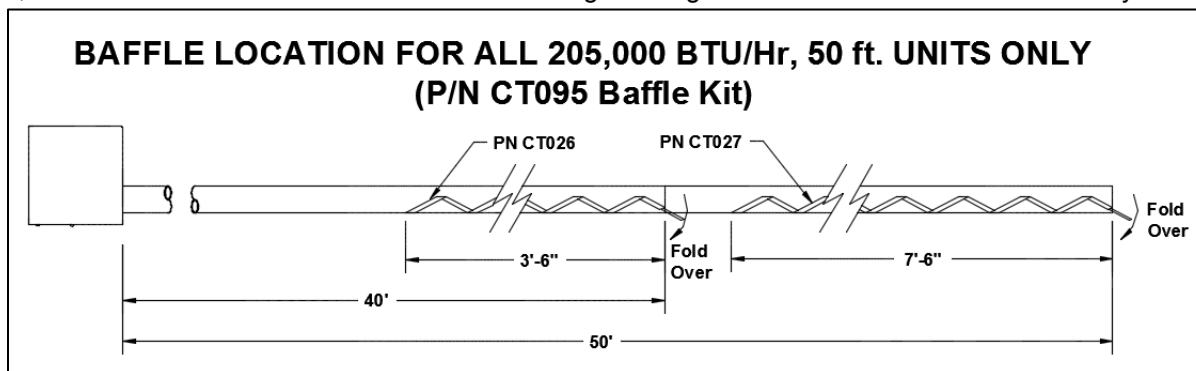 BAFFLE LOCATION FOR ALL 205,000 BTU/Hr, 50 ft. UNITS ONLY
(P/N CT095 Baffle Kit)
PN CT026
PN CT027
Fold
Over
Fold
Over
3'-6"
7'-6"
40'
50'